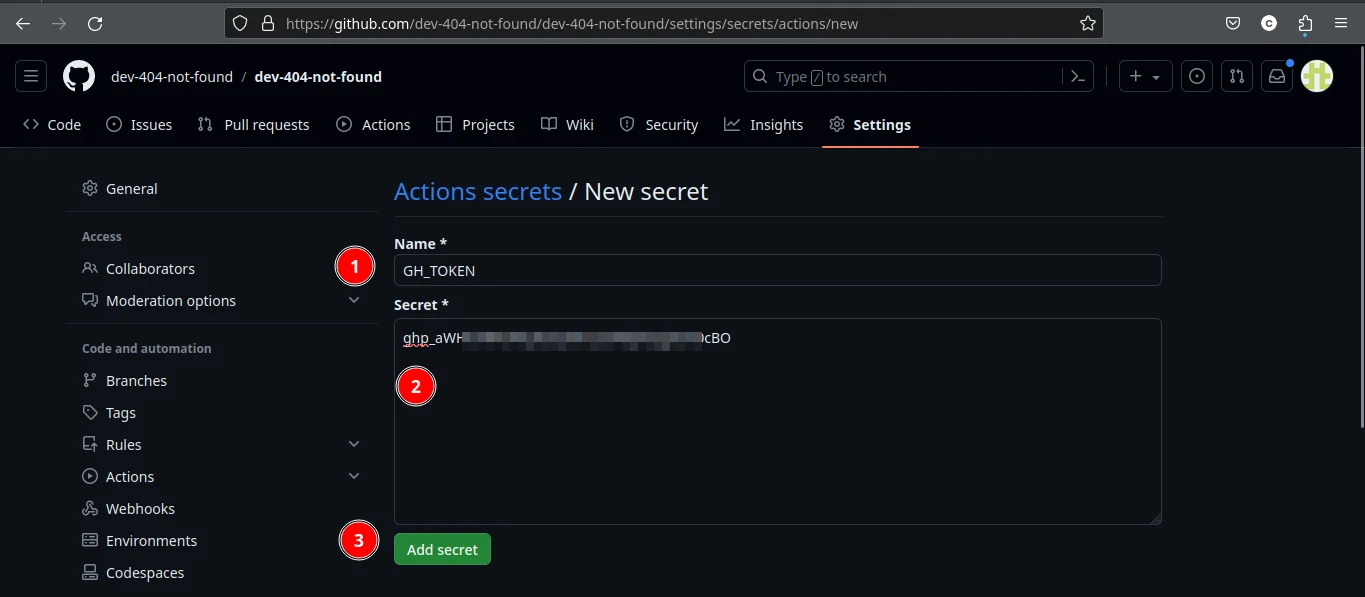 https://github.com/dev-404-not-found/dev-404-not-found/settings/secrets/actions/new
C
dev-404-not-found / dev-404-not-found
Type / to search
Code Issues Pull requests Actions Projects Wiki Security Insights Settings
General
Access
Collaborators
Moderation options
Code and automation
Branches
Tags
Rules
Actions
Webhooks
Environments
Codespaces
Actions secrets / New secret
1
Name *
GH_TOKEN
Secret *
ghp_aWH
cBO
2
3
Add secret